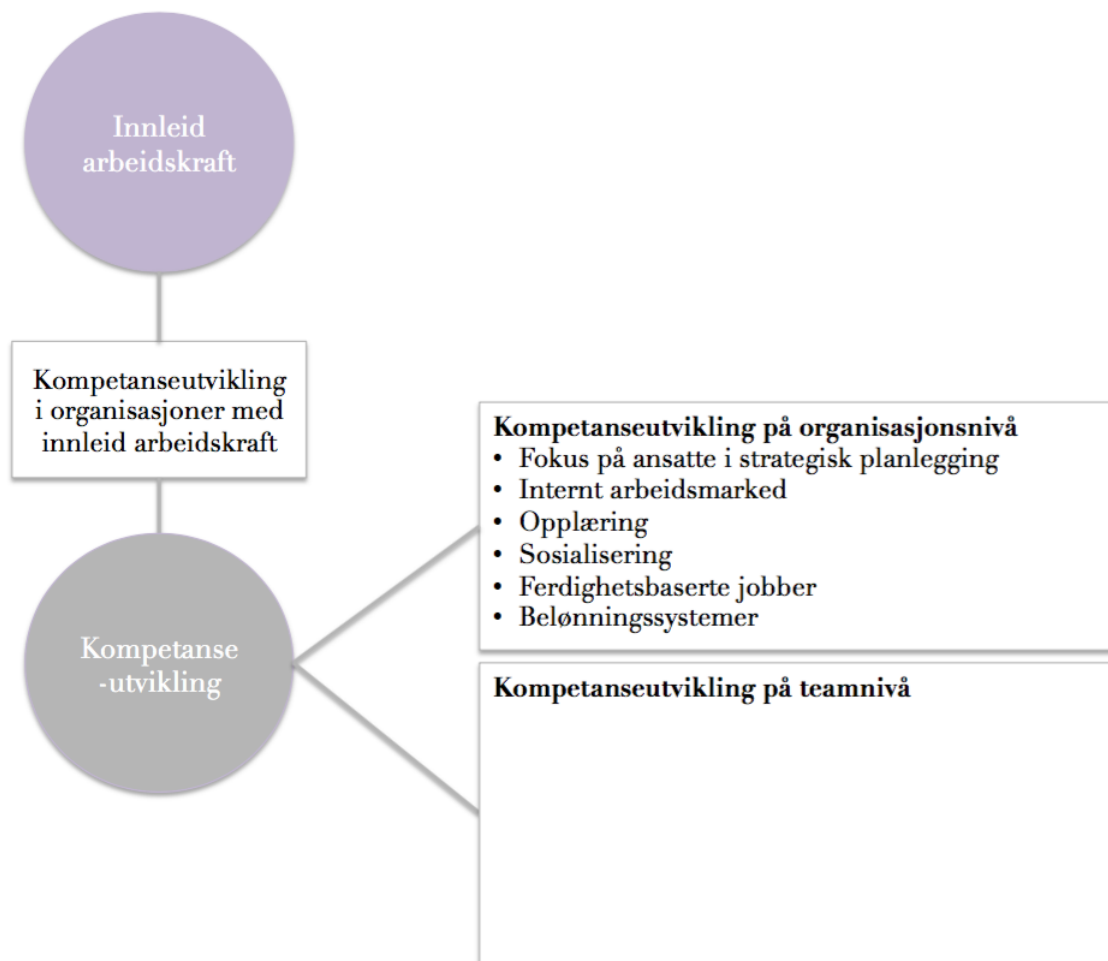 Innleid
arbeidskraft
Kompetanseutvikling
i organisasjoner med
innleid arbeidskraft
Kompetanse
-utvikling
Kompetanseutvikling på organisasjonsnivå
• Fokus på ansatte i strategisk planlegging
• Internt arbeidsmarked
• Opplæring
• Sosialisering
• Ferdighetsbaserte jobber
• Belønningssystemer
Kompetanseutvikling på teamnivå